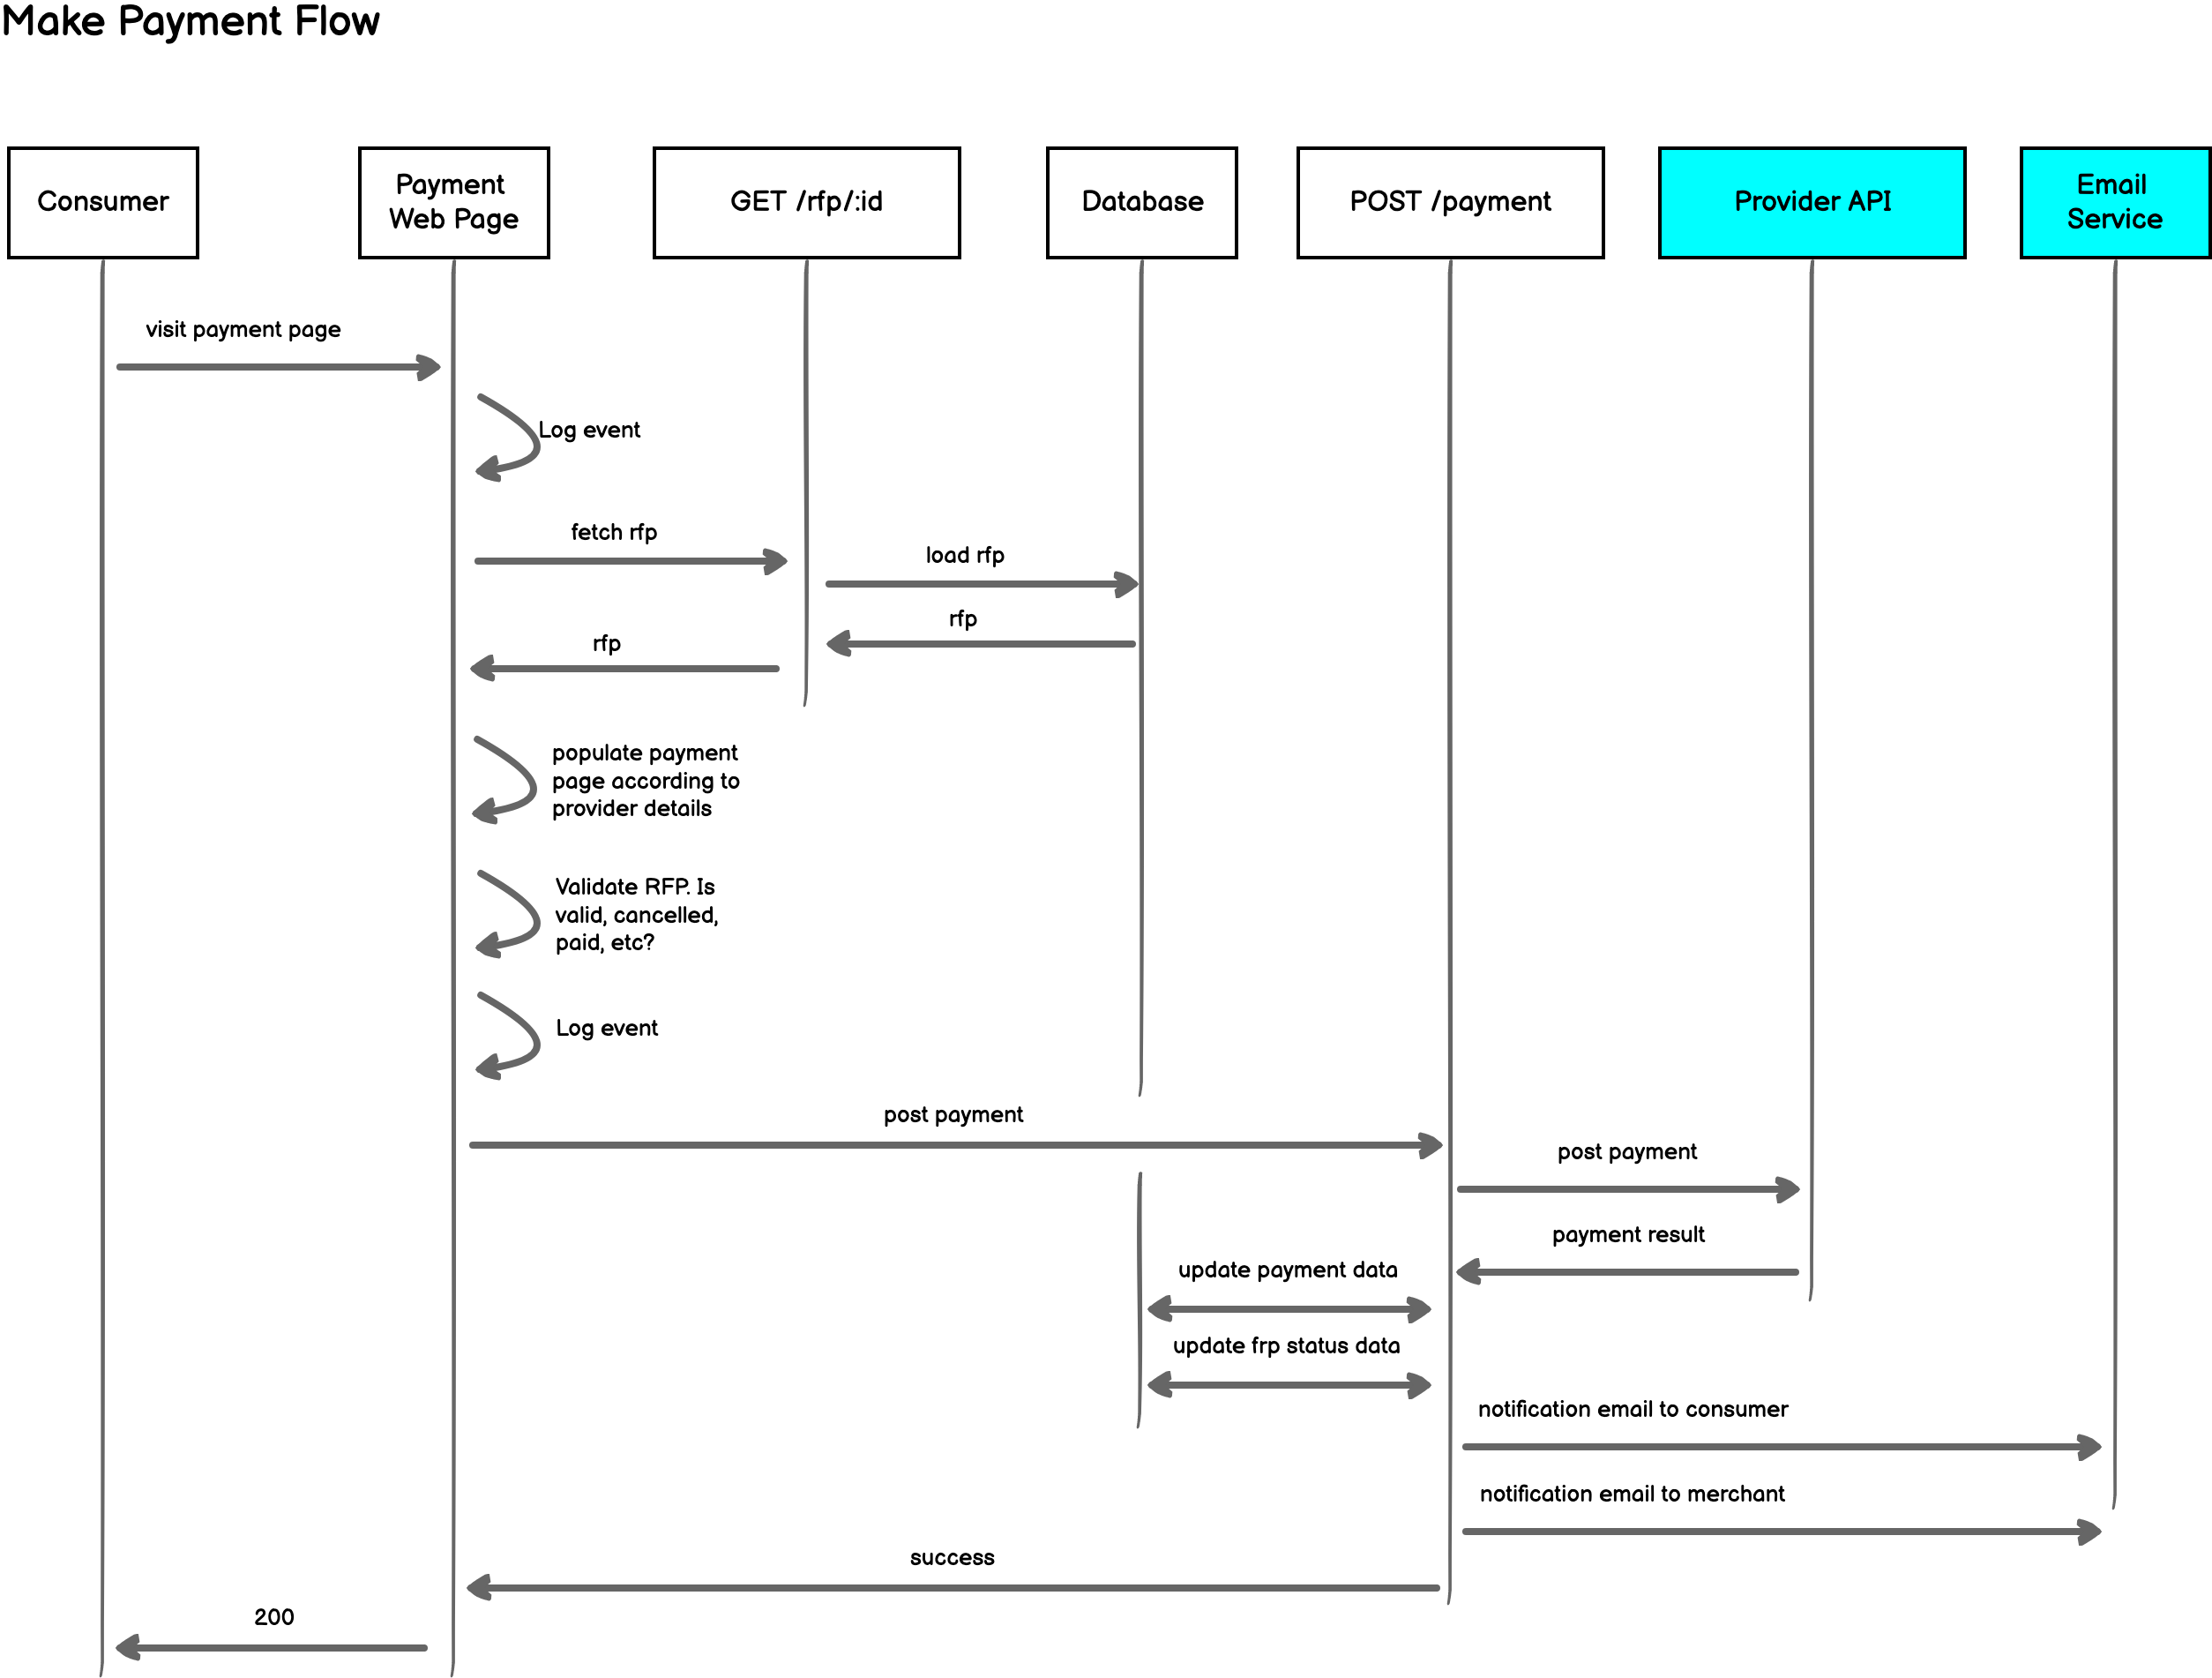 Make Payment Flow
Consumer
Payment
Web Page
GET /rfp/:id
Database
POST /payment
Provider API
Email
Service
visit payment page
Log event
fetch rfp
load rfp
rfp
rfp
populate payment
page according to
provider details
Validate RFP. Is
valid, cancelled,
paid, etc?
Log event
post payment
post payment
payment result
update payment data
update frp status data
notification email to consumer
notification email to merchant
success
200